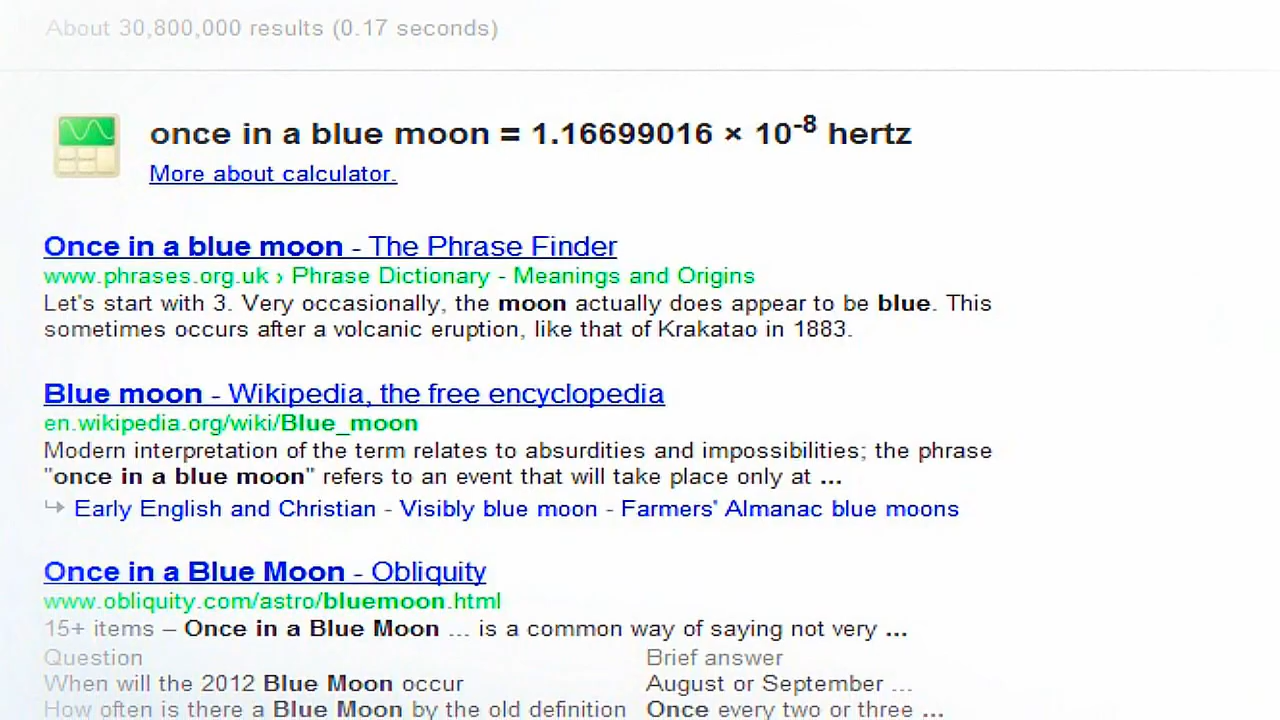 About 30,800,000 results (0.17 seconds)
once in a blue moon = 1.16699016 × 10⁻⁸ hertz
More about calculator.
Once in a blue moon - The Phrase Finder
www.phrases.org.uk › Phrase Dictionary - Meanings and Origins
Let's start with 3. Very occasionally, the moon actually does appear to be blue. This
sometimes occurs after a volcanic eruption, like that of Krakatao in 1883.
Blue moon - Wikipedia, the free encyclopedia
en.wikipedia.org/wiki/Blue_moon
Modern interpretation of the term relates to absurdities and impossibilities; the phrase
"once in a blue moon" refers to an event that will take place only at ...
Early English and Christian - Visibly blue moon - Farmers' Almanac blue moons
Once in a Blue Moon - Obliquity
www.obliquity.com/astro/bluemoon.html
15+ items – Once in a Blue Moon ... is a common way of saying not very ...
Question Brief answer
When will the 2012 Blue Moon occur August or September ...
How often is there a Blue Moon by the old definition Once every two or three ...